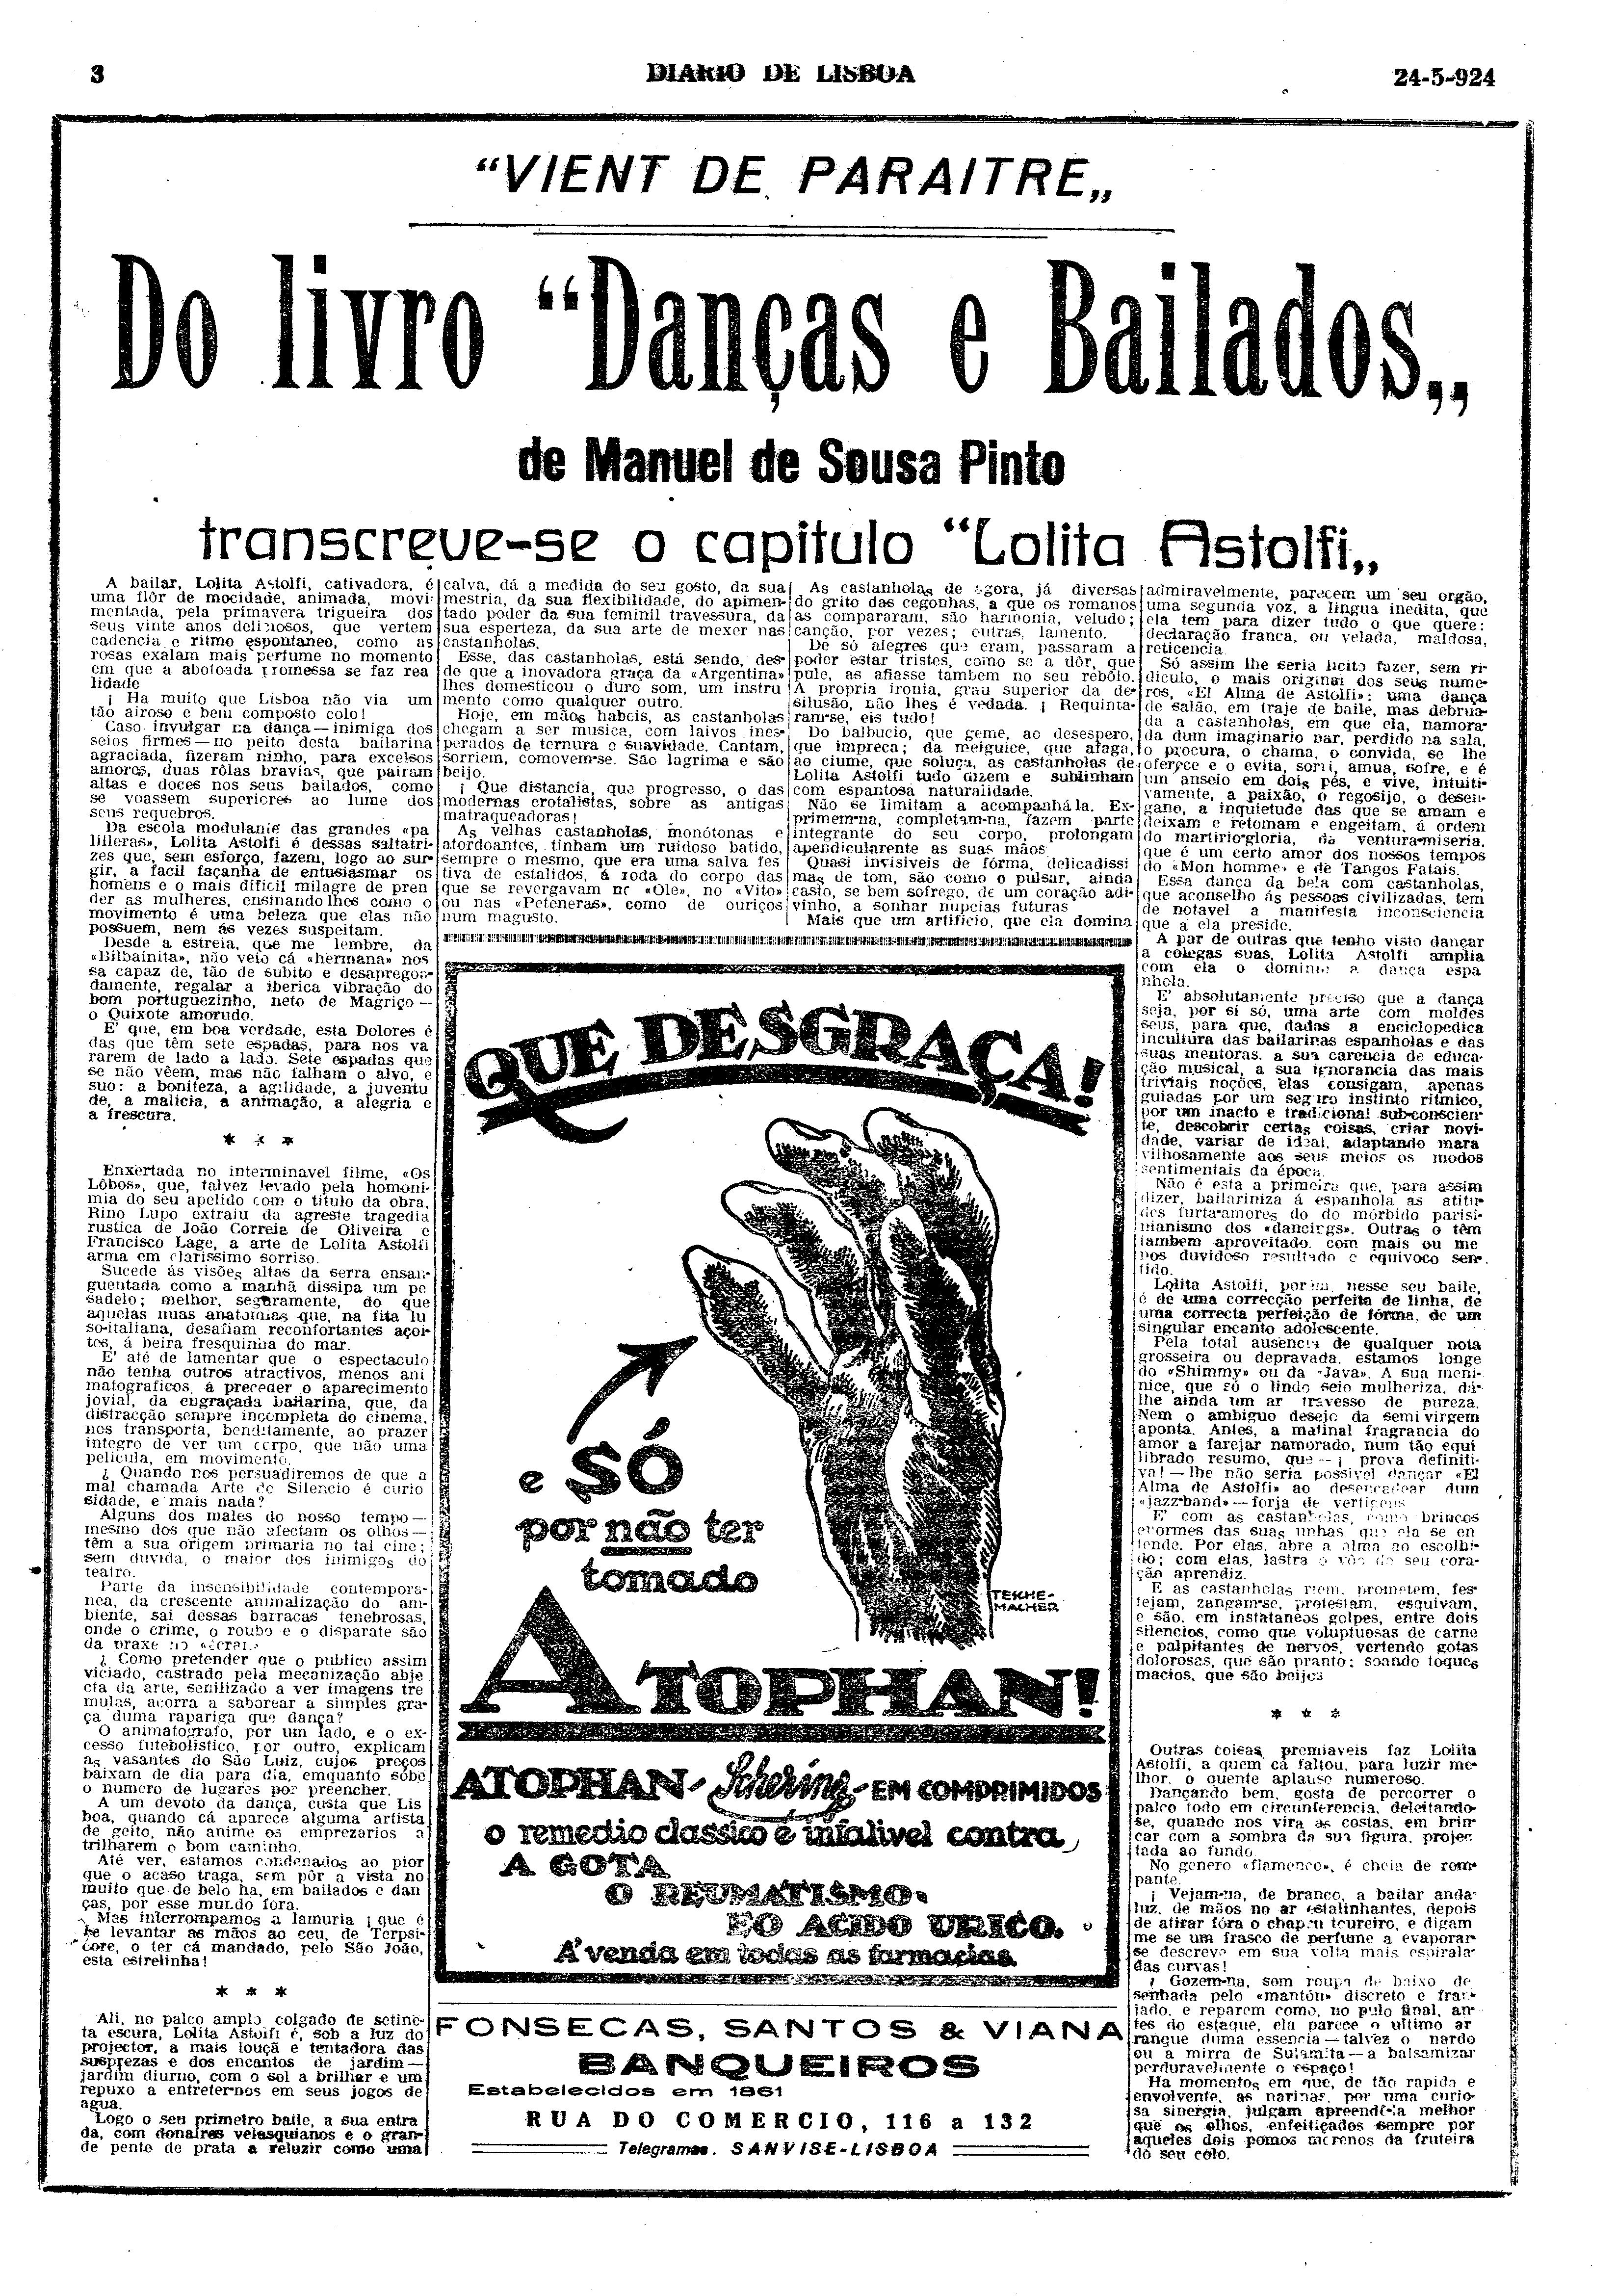 3
DIARIO DE LISBOA
24-5-924
“VIENT DE PARAITRE„
Do livro “Danças e Bailados„
de Manuel de Sousa Pinto
transcreve-se o capitulo “Lolita Astolfi„
A bailar, Lolita Astolfi, cativadora, é
uma flôr de mocidade, animada, movi-
mentada, pela primavera trigueira dos
seus vinte anos deliciosos, que vertem
cadencia e ritmo espontaneo, como as
rosas exalam mais perfume no momento
em que a abotoada promessa se faz rea
lidade
¡ Ha muito que Lisboa não via um
tão airoso e bem composto colo!
Caso invulgar na dança—inimiga dos
seios firmes—no peito desta bailarina
agraciada, fizeram ninho, para excelsos
amores, duas rôlas bravias, que pairam
altas e doces nos seus bailados, como
se voassem superiores ao lume dos
seus requebros.
Da escola modulante das grandes «pa
lilleras», Lolita Astolfi é dessas saltatri-
zes que, sem esforço, fazem, logo ao sur-
gir, a facil façanha de entusiasmar os
homens e o mais dificil milagre de pren
der as mulheres, ensinando lhes como o
movimento é uma beleza que elas não
possuem, nem ás vezes suspeitam.
Desde a estreia, que me lembre, da
«Bilbainita», não veio cá «hermana» nos
sa capaz de, tão de subito e desapregoa-
damente, regalar a iberica vibração do
bom portuguezinho, neto de Magriço—
o Quixote amorudo.
E' que, em boa verdade, esta Dolores é
das que têm sete espadas, para nos va
rarem de lado a lado. Sete espadas que
se não vêem, mas não falham o alvo, e
suo: a boniteza, a agilidade, a juventu
de, a malicia, a animação, a alegria e
a frescura.
* * *
Enxertada no interminavel filme, «Os
Lôbos», que, talvez levado pela homoni-
mia do seu apelido com o titulo da obra,
Rino Lupo extraiu da agreste tragedia
rustica de João Correia de Oliveira e
Francisco Lage, a arte de Lolita Astolfi
arma em clarissimo sorriso.
Sucede ás visões altas da serra ensan-
guentada como a manhã dissipa um pe
sadelo; melhor, seguramente, do que
aquelas nuas anatomias que, na fita lu
so-italiana, desafiam reconfortantes açoi-
tes, á beira fresquinha do mar.
E' até de lamentar que o espectaculo
não tenha outros atractivos, menos ani
matograficos, a preceder o aparecimento
jovial, da engraçada bailarina, que, da
distracção sempre incompleta do cinema,
nos transporta, benditamente, ao prazer
integro de ver um corpo, que não uma
pelicula, em movimento.
¿ Quando nos persuadiremos de que a
mal chamada Arte do Silencio é curio
sidade, e mais nada?
Alguns dos males do nosso tempo—
mesmo dos que não afectam os olhos—
têm a sua origem primaria no tal cine;
sem duvida, o maior dos inimigos do
teatro.
Parte da insensibilidade contempora-
nea, da crescente animalização do am-
biente, sai dessas barracas tenebrosas,
onde o crime, o roubo e o disparate são
da praxe
¿ Como pretender que o publico assim
viciado, castrado pela mecanização abje
cta da arte, senilizado a ver imagens tre
mulas, acorra a saborear a simples gra-
ça duma rapariga que dança?
O animatografo, por um lado, e o ex-
cesso futebolistico, por outro, explicam
as vasantes do São Luiz, cujos preços
baixam de dia para dia, emquanto sóbe
o numero de lugares por preencher.
A um devoto da dança, custa que Lis
boa, quando cá aparece alguma artista
de geito, não anime os emprezarios a
trilharem o bom caminho.
Até ver, estamos condenados ao pior
que o acaso traga, sem pôr a vista no
muito que de belo ha, em bailados e dan
ças, por esse mundo fóra.
Mas interrompamos a lamuria ¡ que é
de levantar as mãos ao ceu, de Terpsi-
core, o ter cá mandado, pelo São João,
esta estrelinha!
* * *
Ali, no palco amplo colgado de setine-
ta escura, Lolita Astolfi é, sob a luz do
projector, a mais louçã e tentadora das
surprezas e dos encantos de jardim—
jardim diurno, com o sol a brilhar e um
repuxo a entreter-nos em seus jogos de
agua.
Logo o seu primeiro baile, a sua entra
da, com donaires velasquianos e o gran-
de pente de prata a reluzir como uma
calva, dá a medida do seu gosto, da sua
mestria, da sua flexibilidade, do apimen-
tado poder da sua feminil travessura, da
sua esperteza, da sua arte de mexer nas
castanholas.
Esse, das castanholas, está sendo, des-
de que a inovadora graça da «Argentina»
lhes domesticou o duro som, um instru
mento como qualquer outro.
Hoje, em mãos habeis, as castanholas
chegam a ser musica, com laivos ines-
perados de ternura e suavidade. Cantam,
sorriem, comovem-se. São lagrima e são
beijo.
¡ Que distancia, que progresso, o das
modernas crotalistas, sobre as antigas
matraqueadoras!
As velhas castanholas, monótonas e
atordoantes, tinham um ruidoso batido,
sempre o mesmo, que era uma salva fes
tiva de estalidos, á roda do corpo das
que se revergavam no «Ole», no «Vito»
ou nas «Peteneras», como de ouriços
num magusto.
As castanholas de agora, já diversas
do grito das cegonhas, a que os romanos
as compararam, são harmonia, veludo;
canção, por vezes; outras, lamento.
De só alegres que eram, passaram a
poder estar tristes, como se a dôr, que
pule, as afiasse tambem no seu rebôlo.
A propria ironia, grau superior da de-
silusão, não lhes é vedada. ¡ Requinta-
ram-se, eis tudo!
Do balbucio, que geme, ao desespero,
que impreca; da meiguice, que afaga,
ao ciume, que soluça, as castanholas de
Lolita Astolfi tudo dizem e sublinham
com espantosa naturalidade.
Não se limitam a acompanhá la. Ex-
primem-na, completam-na, fazem parte
integrante do seu corpo, prolongam
apendicularente as suas mãos
Quasi invisiveis de fórma, delicadissi
mas de tom, são como o pulsar, ainda
casto, se bem sofrego, de um coração adi-
vinho, a sonhar nupcias futuras
Mais que um artificio, que ela domina
admiravelmente, parecem um seu orgão,
uma segunda voz, a lingua inedita, que
ela tem para dizer tudo o que quere:
declaração franca, ou velada, maldosa,
reticencia.
Só assim lhe seria licito fazer, sem ri-
diculo, o mais original dos seus nume-
ros, «El Alma de Astolfi»: uma dança
de salão, em traje de baile, mas debrua-
da a castanholas, em que ela, namora-
da dum imaginario par, perdido na sala,
o procura, o chama, o convida, se lhe
oferece e o evita, sorri, amua, sofre, e é
um anseio em dois pés, e vive, intuiti-
vamente, a paixão, o regosijo, o desen-
gano, a inquietude das que se amam e
deixam e retomam e engeitam, á ordem
do martirio-gloria, da ventura-miseria,
que é um certo amor dos nossos tempos
do «Mon homme» e de Tangos Fatais.
Essa dança da bela com castanholas,
que aconselho ás pessoas civilizadas, tem
de notavel a manifesta inconsciencia
que a ela preside.
A par de outras que tenho visto dançar
a colegas suas, Lolita Astolfi amplia
com ela o dominio a dança espa
nhola.
E' absolutamente preciso que a dança
seja, por si só, uma arte com moldes
seus, para que, dadas a enciclopedica
incultura das bailarinas espanholas e das
suas mentoras, a sua carencia de educa-
ção musical, a sua ignorancia das mais
triviais noções, elas consigam, apenas
guiadas por um seguro instinto ritmico,
por um inacto e tradicional sub-conscien-
te, descobrir certas coisas, criar novi-
dade, variar de ideal, adaptando mara
vilhosamente aos seus meios os modos
sentimentais da época.
Não é esta a primeira que, para assim
dizer, bailariniza á espanhola as atitu-
des furta-amores do do mórbido parisi-
nianismo dos «dancings». Outras o têm
tambem aproveitado, com mais ou me
nos duvidoso resultado e equivoco sen-
tido.
Lolita Astolfi, porém, nesse seu baile,
é de uma correcção perfeita de linha, de
uma correcta perfeição de fórma, de um
singular encanto adolescente.
Pela total ausencia de qualquer nota
grosseira ou depravada, estamos longe
do «Shimmy» ou da «Java». A sua meni-
nice, que só o lindo seio mulheriza, dá-
lhe ainda um ar travesso de pureza.
Nem o ambiguo desejo da semi virgem
aponta. Antes, a matinal fragrancia do
amor a farejar namorado, num tão equi
librado resumo, que—¡ prova definiti-
va!—lhe não seria possivel dançar «El
Alma de Astolfi» ao desencadear dum
«jazz-band»—forja de vertigens
E' com as castanholas, como brincos
enormes das suas unhas, que ela se en
tende. Por elas, abre a alma ao escolhi-
do; com elas, lastra o vôo do seu cora-
ção aprendiz.
E as castanholas riem, prometem, fes-
tejam, zangam-se, protestam, esquivam,
e são, em instataneos golpes, entre dois
silencios, como que voluptuosas de carne
e palpitantes de nervos, vertendo gotas
dolorosas, que são pranto; soando toques
macios, que são beijos
* * *
Outras coisas premiaveis faz Lolita
Astolfi, a quem cá faltou, para luzir me-
lhor, o quente aplauso numeroso.
Dançando bem, gosta de percorrer o
palco todo em circunferencia, deleitando-
se, quando nos vira as costas, em brin-
car com a sombra da sua figura, projec
tada ao fundo.
No genero «flamenco», é cheia de rom-
pante.
¡ Vejam-na, de branco, a bailar anda-
luz, de mãos no ar estalinhantes, depois
de atirar fóra o chapeu toureiro, e digam
me se um frasco de perfume a evaporar
se descreve em sua volta mais espirala-
das curvas!
¡ Gozem-na, som roupa de baixo de
senhada pelo «mantón» discreto e fran-
jado, e reparem como, no pulo final, an-
tes do estaque, ela parece o ultimo ar
ranque duma essencia—talvez o nardo
ou a mirra de Sulamita—a balsamizar
perduravelmente o espaço!
Ha momentos em que, de tão rapida e
envolvente, as narinas, por uma curio-
sa sinergia, julgam apreendê-la melhor
que os olhos, enfeitiçados sempre por
aqueles dois pomos morenos da fruteira
do seu colo.
QUE DESGRAÇA!
e SÓ
por não ter
tomado
TEICHE-
MACHER
ATOPHAN!
ATOPHAN-Schering-EM COMPRIMIDOS
o remedio classico e infalivel contra
A GOTA
O REUMATISMO.
E O ACIDO URICO.
A' venda em todas as farmacias
FONSECAS, SANTOS & VIANA
BANQUEIROS
Estabelecidos em 1861
RUA DO COMERCIO, 116 a 132
Telegramas. SANVISE-LISBOA